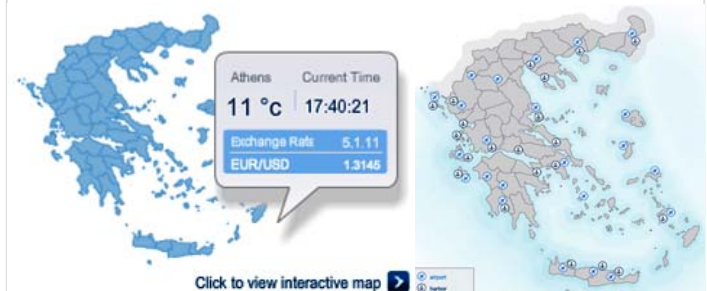 Athens Current Time
11 °C 17:40:21
Exchange Rate 5.1.11
EUR/USD 1.3145
Click to view interactive map
airport
harbor